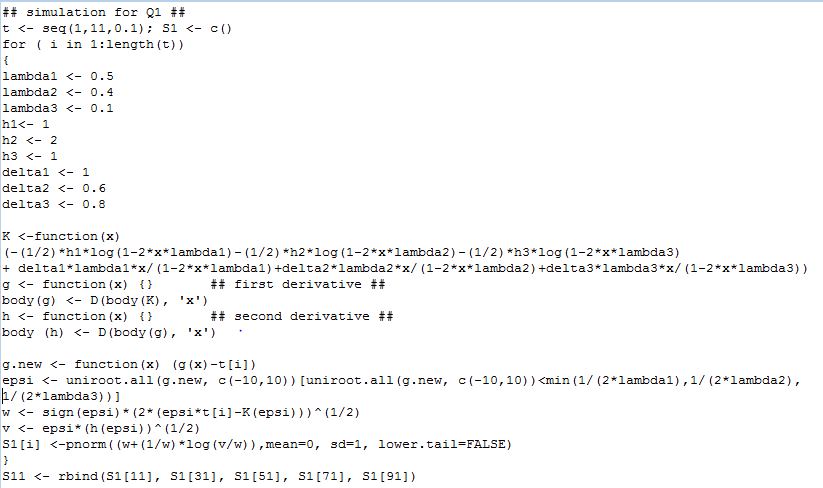 ## simulation for Q1 ##
t <- seq(1,11,0.1); S1 <- c()
for ( i in 1:length(t))
{
lambda1 <- 0.5
lambda2 <- 0.4
lambda3 <- 0.1
h1<- 1
h2 <- 2
h3 <- 1
delta1 <- 1
delta2 <- 0.6
delta3 <- 0.8
K <-function(x)
(-(1/2)*h1*log(1-2*x*lambda1)-(1/2)*h2*log(1-2*x*lambda2)-(1/2)*h3*log(1-2*x*lambda3)
+ delta1*lambda1*x/(1-2*x*lambda1)+delta2*lambda2*x/(1-2*x*lambda2)+delta3*lambda3*x/(1-2*x*lambda3))
g <- function(x) {}      ## first derivative ##
body(g) <- D(body(K), 'x')
h <- function(x) {}      ## second derivative ##
body (h) <- D(body(g), 'x')
g.new <- function(x) (g(x)-t[i])
epsi <- uniroot.all(g.new, c(-10,10))[uniroot.all(g.new, c(-10,10))<min(1/(2*lambda1),1/(2*lambda2),
1/(2*lambda3))]
w <- sign(epsi)*(2*(epsi*t[i]-K(epsi)))^(1/2)
v <- epsi*(h(epsi))^(1/2)
S1[i] <-pnorm((w+(1/w)*log(v/w)),mean=0, sd=1, lower.tail=FALSE)
}
S11 <- rbind(S1[11], S1[31], S1[51], S1[71], S1[91])